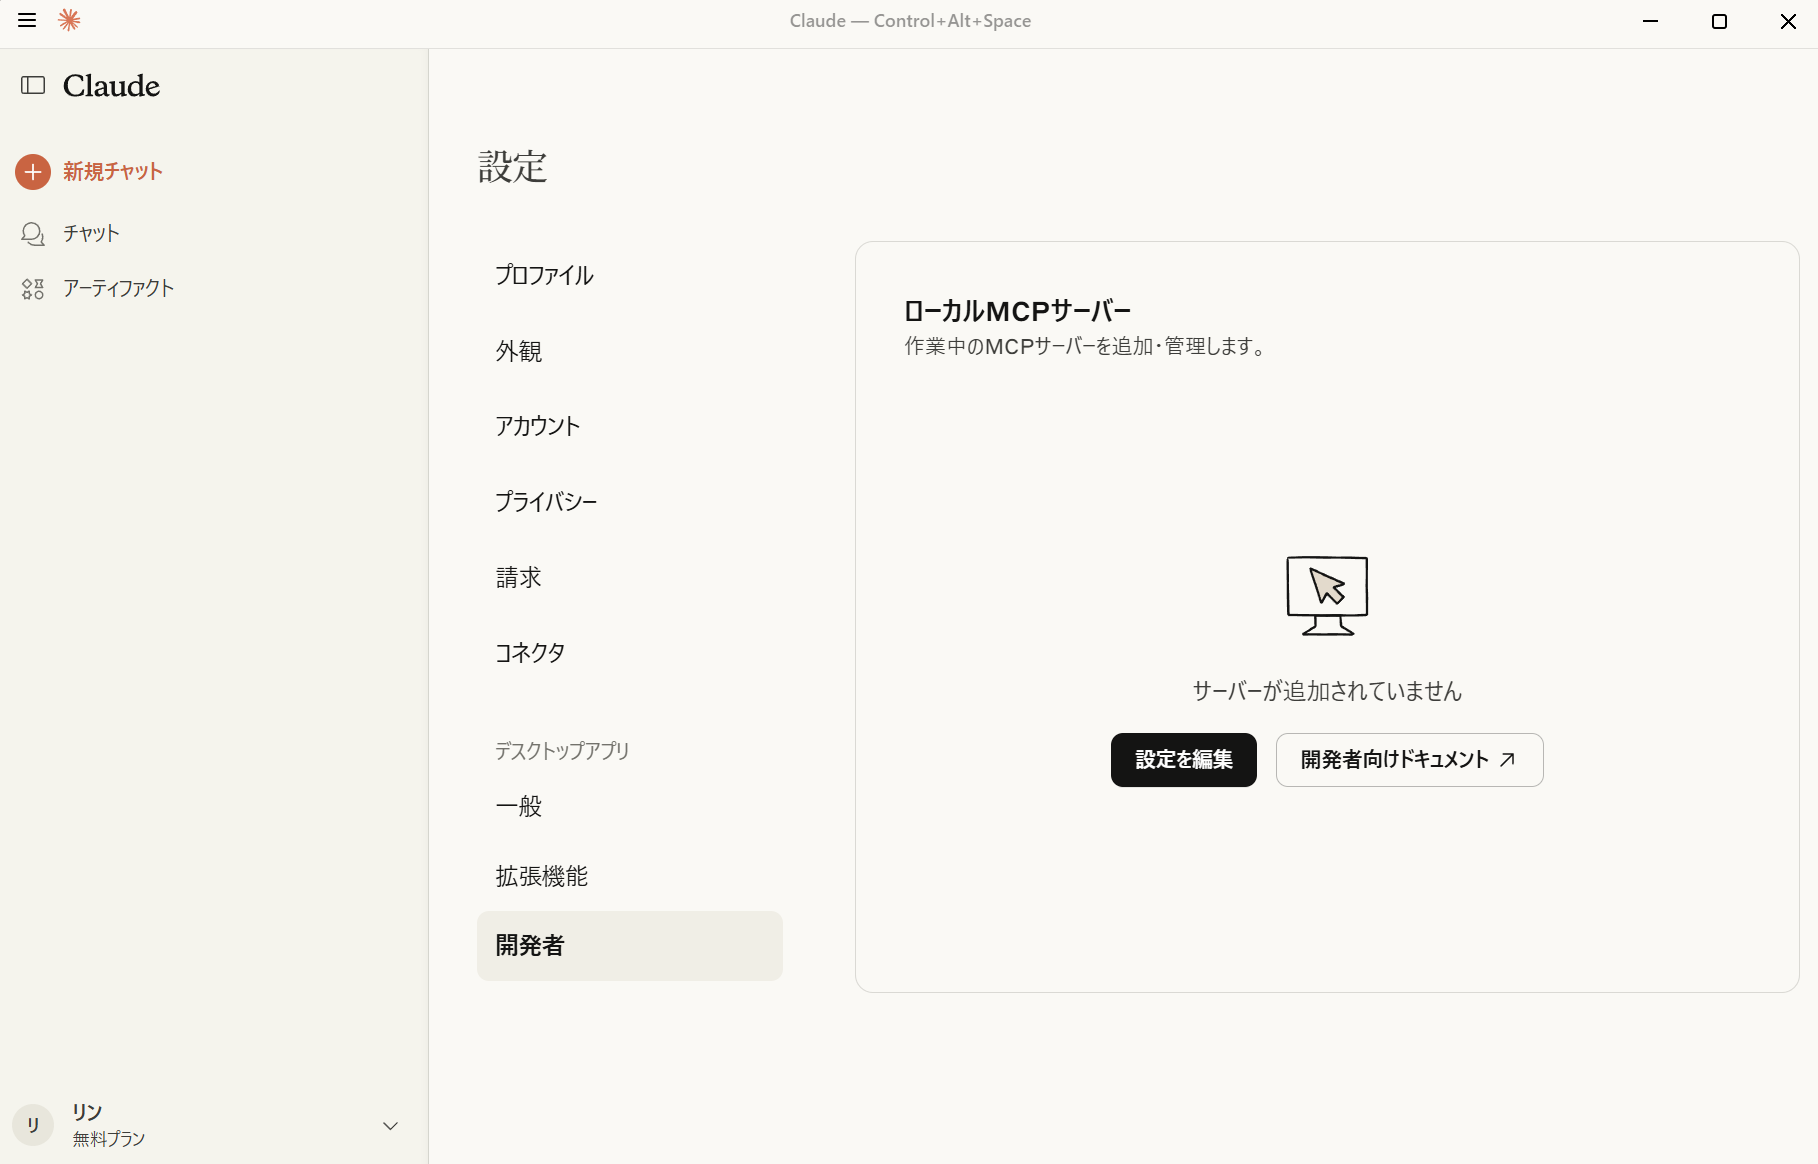 Claude — Control+Alt+Space
Claude
新規チャット
チャット
アーティファクト
設定
プロファイル
外観
アカウント
プライバシー
請求
コネクタ
デスクトップアプリ
一般
拡張機能
開発者
ローカルMCPサーバー
作業中のMCPサーバーを追加・管理します。
サーバーが追加されていません
設定を編集
開発者向けドキュメント
リ
リン
無料プラン